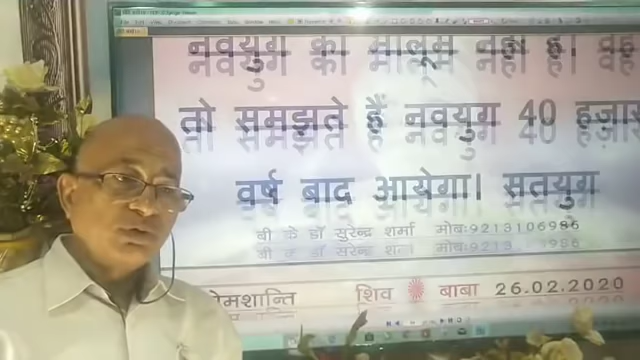 नवयुग का मालूम नहीं है। वह
तो समझते हैं नवयुग 40 हज़ार
वर्ष बाद आयेगा। सतयुग
बी के डॉ सुरेन्द्र शर्मा मोबः9213106986
ओमशान्ति शिव बाबा 26.02.2020